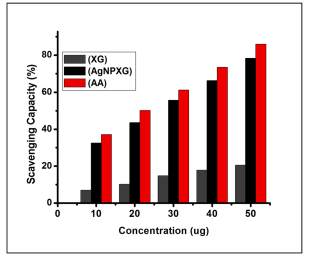 Scavenging Capacity (%)
80
60
40
20
0
(XG)
(AgNPXG)
(AA)
0 10 20 30 40 50
Concentration (ug)